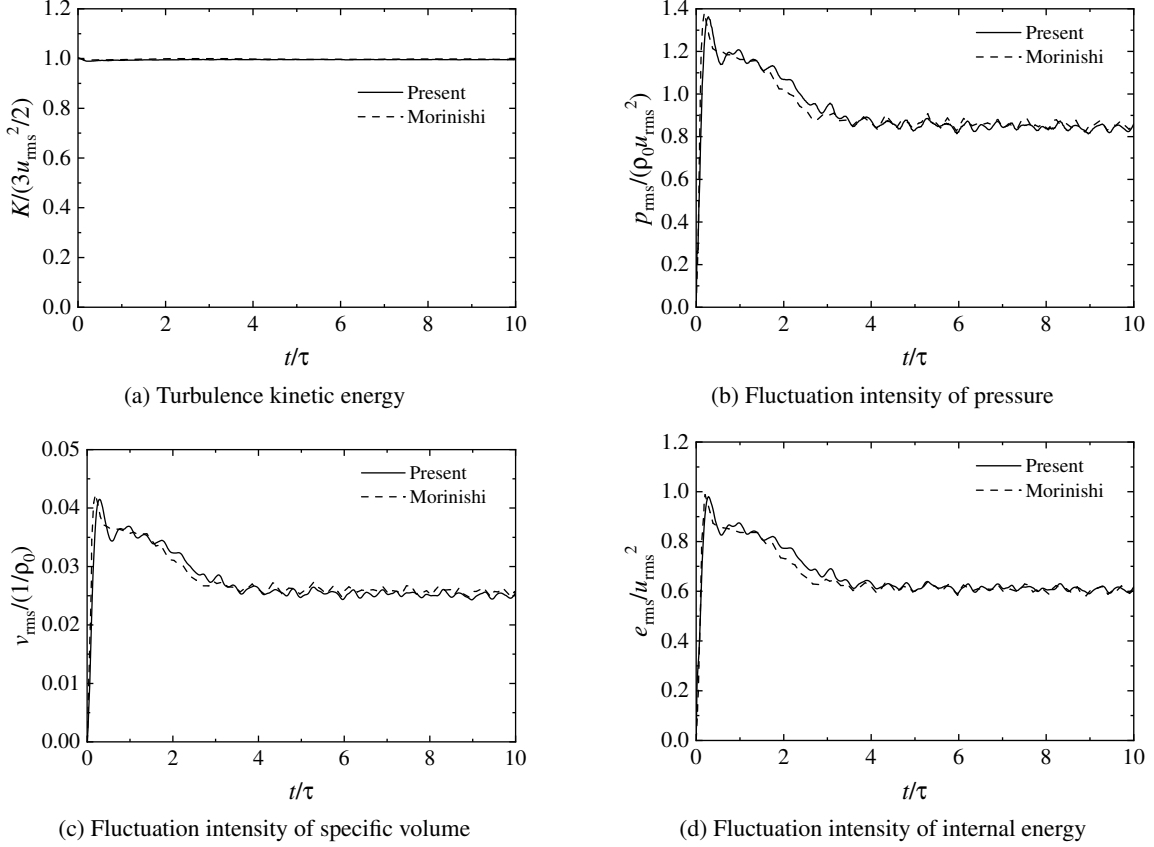 1.2
1.0
0.8
0.6
0.4
0.2
0.0
K/(3u_rms^2/2)
Present
Morinishi
0 2 4 6 8 10
t/τ
(a) Turbulence kinetic energy
1.4
1.2
1.0
0.8
0.6
0.4
0.2
0.0
p_rms/(ρ_0 u_rms^2)
Present
Morinishi
0 2 4 6 8 10
t/τ
(b) Fluctuation intensity of pressure
0.05
0.04
0.03
0.02
0.01
0.00
v_rms/(1/ρ_0)
Present
Morinishi
0 2 4 6 8 10
t/τ
(c) Fluctuation intensity of specific volume
1.2
1.0
0.8
0.6
0.4
0.2
0.0
e_rms/u_rms^2
Present
Morinishi
0 2 4 6 8 10
t/τ
(d) Fluctuation intensity of internal energy